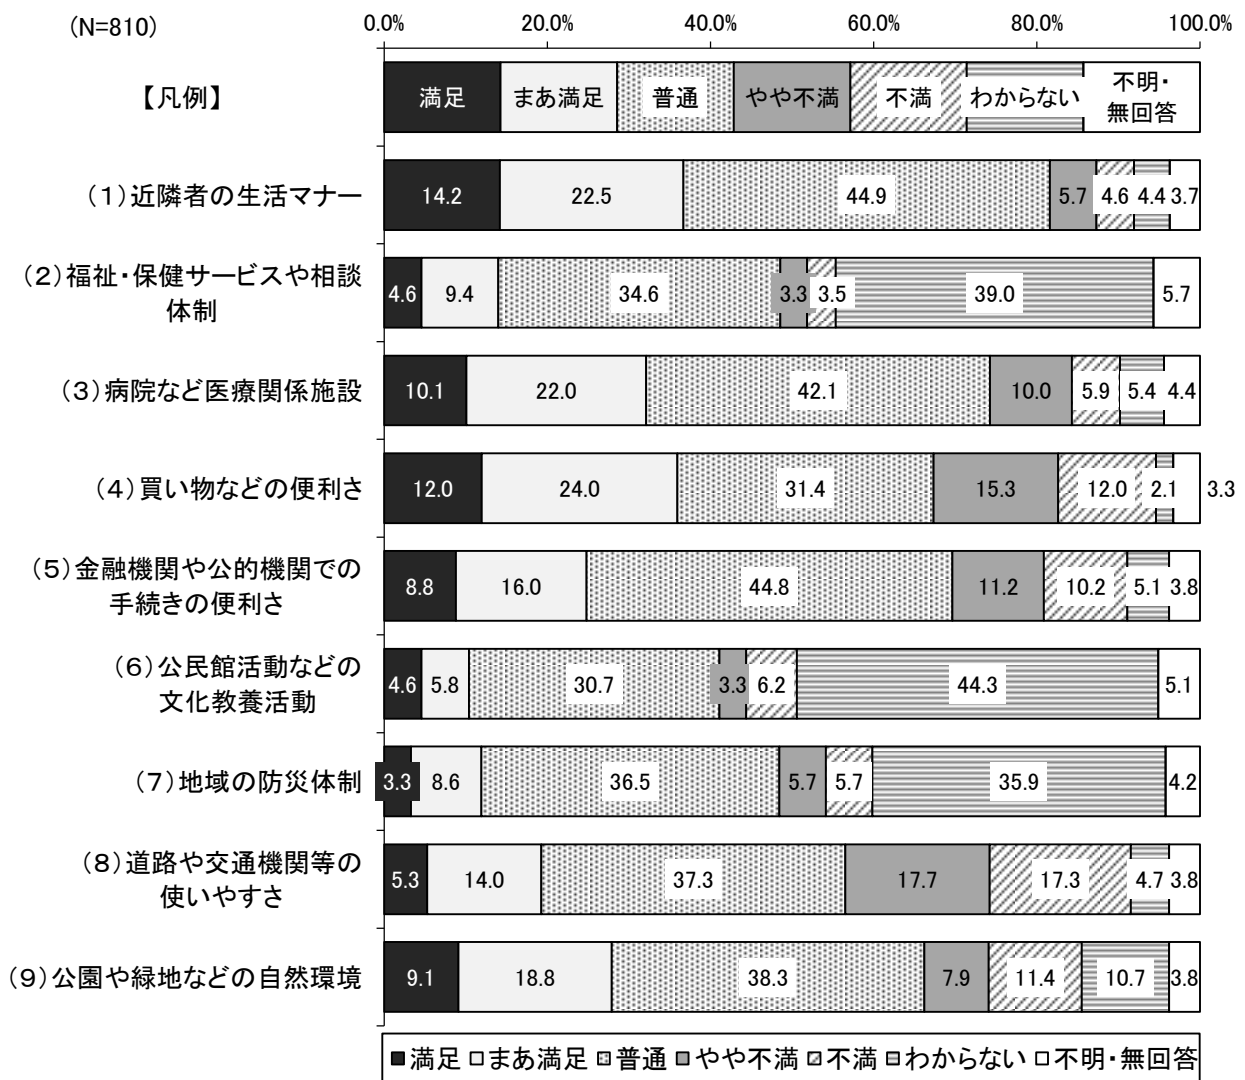 (N=810)
0.0% 20.0% 40.0% 60.0% 80.0% 100.0%
【凡例】 満足 まあ満足 普通 やや不満 不満 わからない 不明・
無回答
（1）近隣者の生活マナー 14.2 22.5 44.9 5.7 4.6 4.4 3.7
（2）福祉・保健サービスや相談
体制 4.6 9.4 34.6 3.3 3.5 39.0 5.7
（3）病院など医療関係施設 10.1 22.0 42.1 10.0 5.9 5.4 4.4
（4）買い物などの便利さ 12.0 24.0 31.4 15.3 12.0 2.1 3.3
（5）金融機関や公的機関での
手続きの便利さ 8.8 16.0 44.8 11.2 10.2 5.1 3.8
（6）公民館活動などの
文化教養活動 4.6 5.8 30.7 3.3 6.2 44.3 5.1
（7）地域の防災体制 3.3 8.6 36.5 5.7 5.7 35.9 4.2
（8）道路や交通機関等の
使いやすさ 5.3 14.0 37.3 17.7 17.3 4.7 3.8
（9）公園や緑地などの自然環境 9.1 18.8 38.3 7.9 11.4 10.7 3.8
満足 まあ満足 普通 やや不満 不満 わからない 不明・無回答